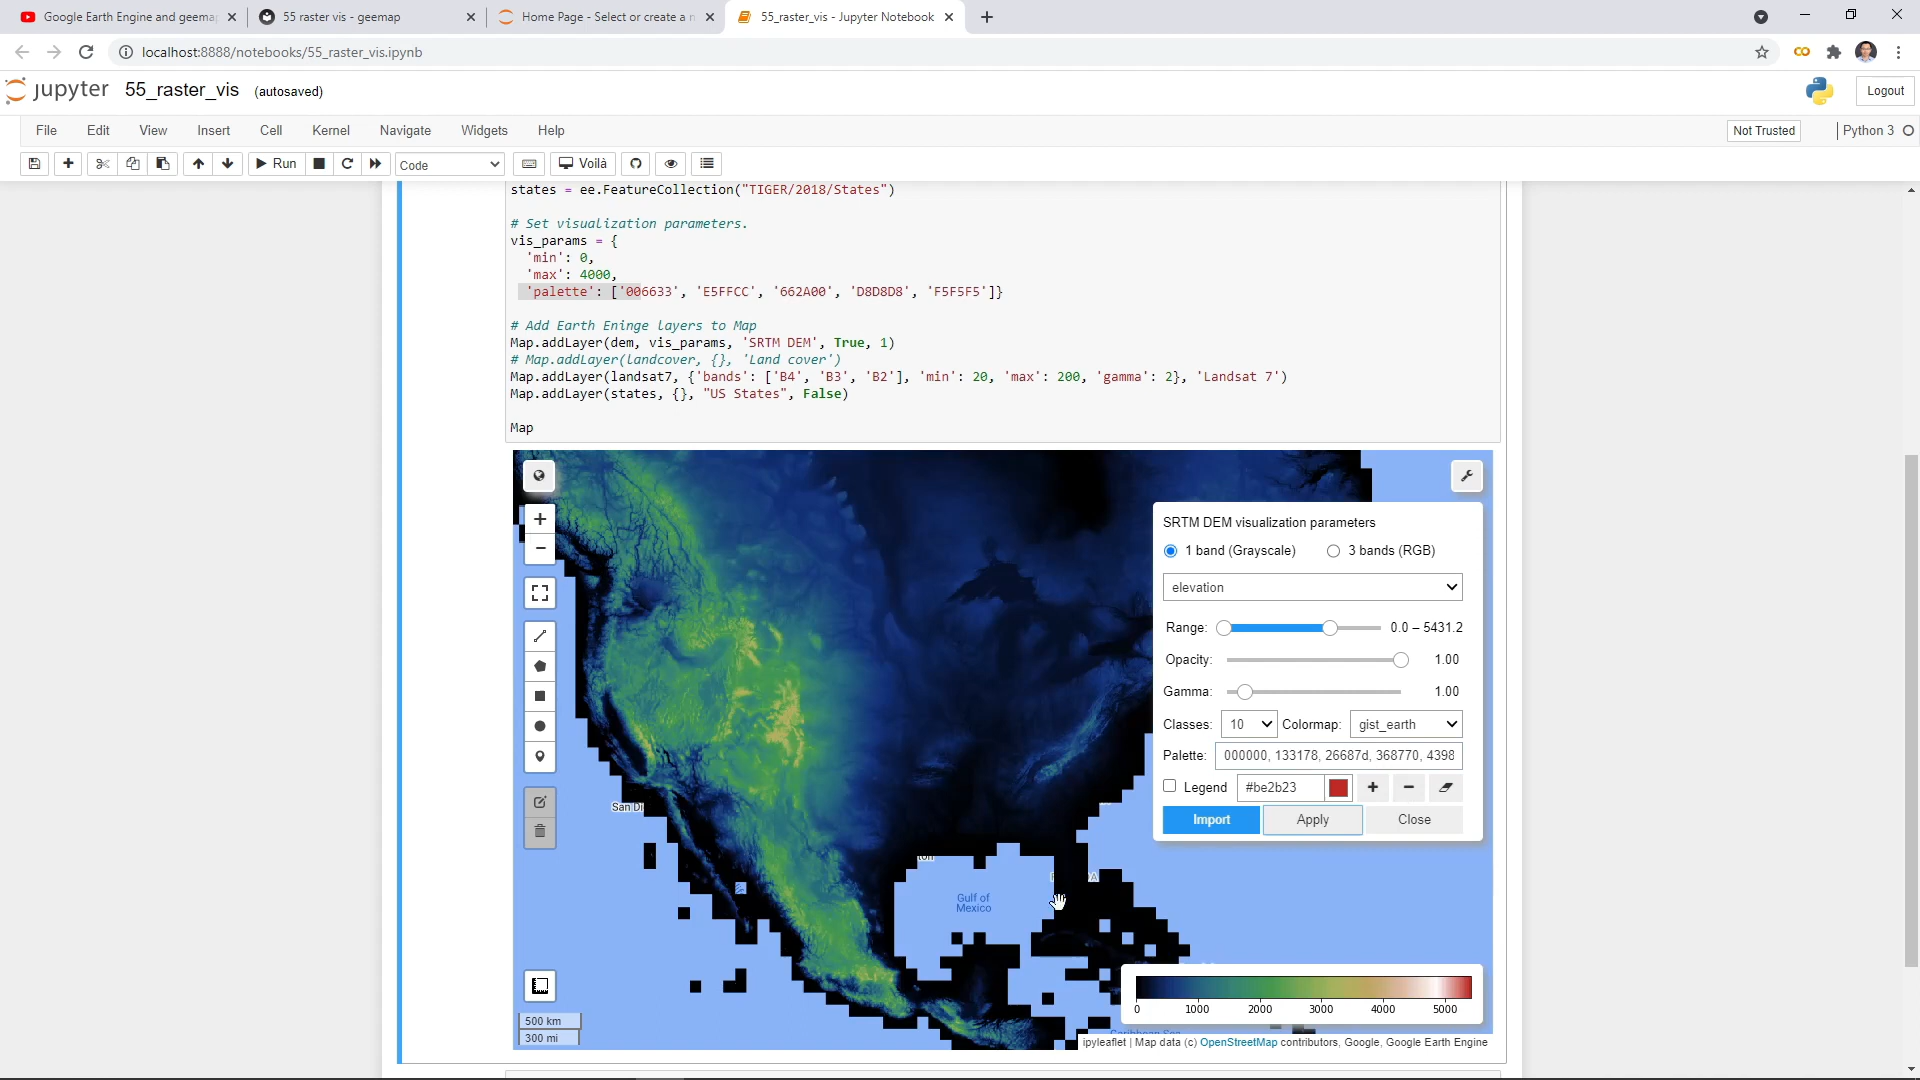 Google Earth Engine and geemap
55 raster vis - geemap
Home Page - Select or create a n
55_raster_vis - Jupyter Notebook
localhost:8888/notebooks/55_raster_vis.ipynb
jupyter 55_raster_vis (autosaved)
Logout
File Edit View Insert Cell Kernel Navigate Widgets Help
Not Trusted
Python 3
Run
Code
Voilà
states = ee.FeatureCollection("TIGER/2018/States")
# Set visualization parameters.
vis_params = {
'min': 0,
'max': 4000,
'palette': ['006633', 'E5FFCC', '662A00', 'D8D8D8', 'F5F5F5']}
# Add Earth Eninge layers to Map
Map.addLayer(dem, vis_params, 'SRTM DEM', True, 1)
# Map.addLayer(landcover, {}, 'Land cover')
Map.addLayer(landsat7, {'bands': ['B4', 'B3', 'B2'], 'min': 20, 'max': 200, 'gamma': 2}, 'Landsat 7')
Map.addLayer(states, {}, "US States", False)
Map
SRTM DEM visualization parameters
1 band (Grayscale) 3 bands (RGB)
elevation
Range: 0.0 – 5431.2
Opacity: 1.00
Gamma: 1.00
Classes: 10 Colormap: gist_earth
Palette: 000000, 133178, 26687d, 368770, 4398
Legend #be2b23
Import Apply Close
San Di
Gulf of
Mexico
0 1000 2000 3000 4000 5000
500 km
300 mi
Caribbean Sea
ipyleaflet | Map data (c) OpenStreetMap contributors, Google, Google Earth Engine